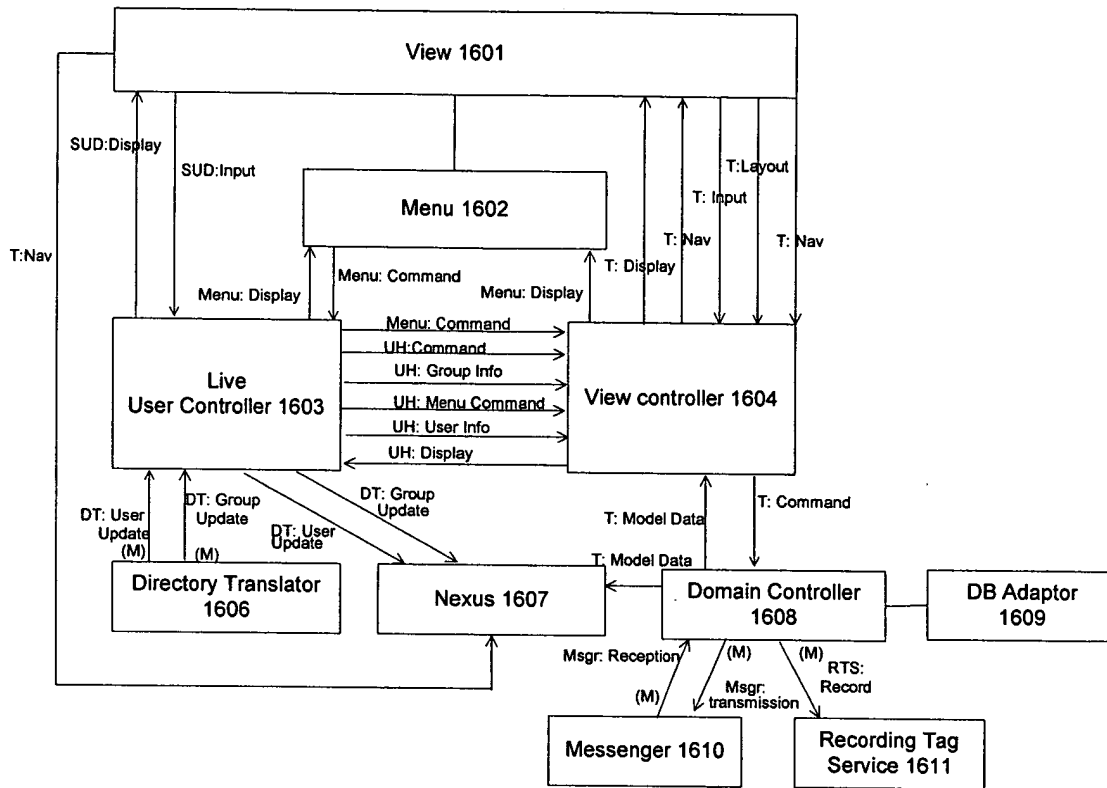 View 1601
SUD:Display
SUD:Input
T:Layout
T: Input
Menu 1602
T:Nav
T: Nav
T: Nav
T: Display
Menu: Command
Menu: Display
Menu: Display
Menu: Command
UH:Command
UH: Group Info
UH: Menu Command
UH: User Info
UH: Display
Live
User Controller 1603
View controller 1604
DT: User
Update
(M)
DT: Group
Update
(M)
DT: Group
Update
DT: User
Update
T: Command
T: Model Data
T: Model Data
Directory Translator
1606
Nexus 1607
Domain Controller
1608
DB Adaptor
1609
Msgr: Reception
(M)
(M)
(M)
RTS:
Record
Msgr:
transmission
Messenger 1610
Recording Tag
Service 1611